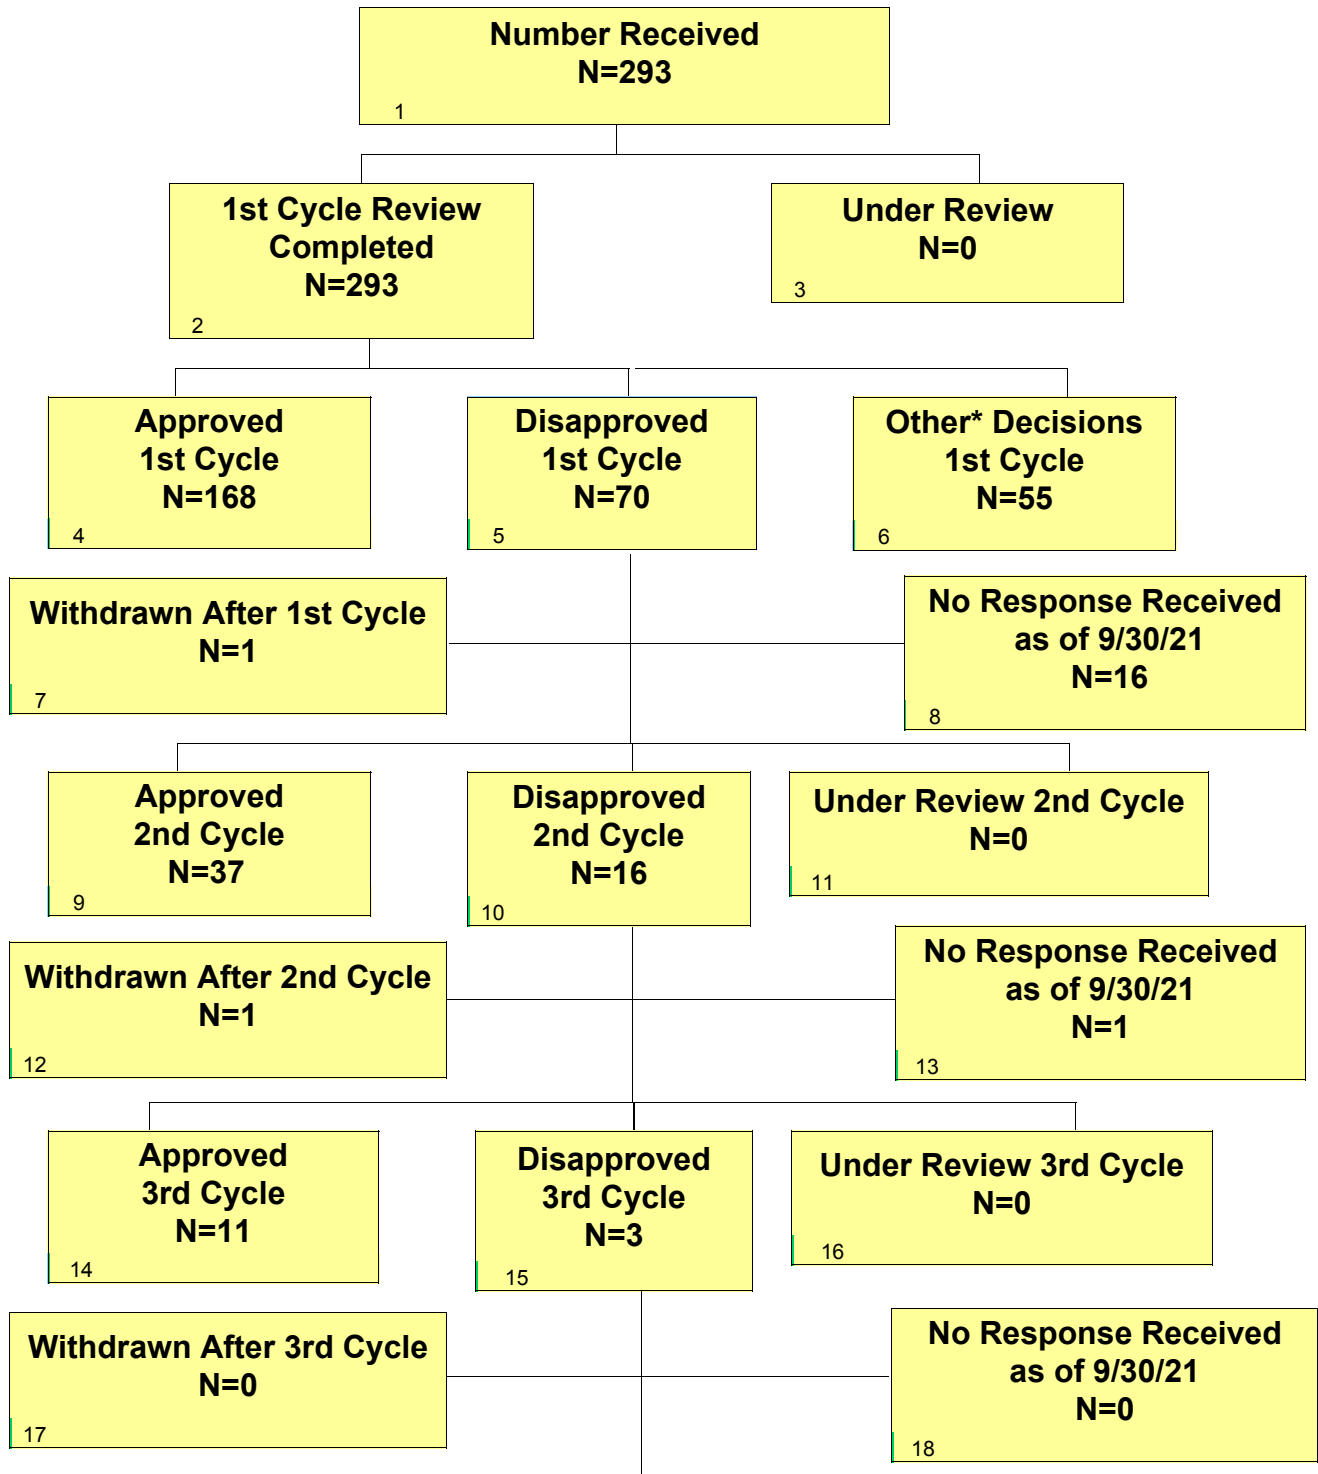 Number Received
N=293
1
1st Cycle Review
Completed
N=293
2
Under Review
N=0
3
Approved
1st Cycle
N=168
4
Disapproved
1st Cycle
N=70
5
Other* Decisions
1st Cycle
N=55
6
Withdrawn After 1st Cycle
N=1
7
No Response Received
as of 9/30/21
N=16
8
Approved
2nd Cycle
N=37
9
Disapproved
2nd Cycle
N=16
10
Under Review 2nd Cycle
N=0
11
Withdrawn After 2nd Cycle
N=1
12
No Response Received
as of 9/30/21
N=1
13
Approved
3rd Cycle
N=11
14
Disapproved
3rd Cycle
N=3
15
Under Review 3rd Cycle
N=0
16
Withdrawn After 3rd Cycle
N=0
17
No Response Received
as of 9/30/21
N=0
18